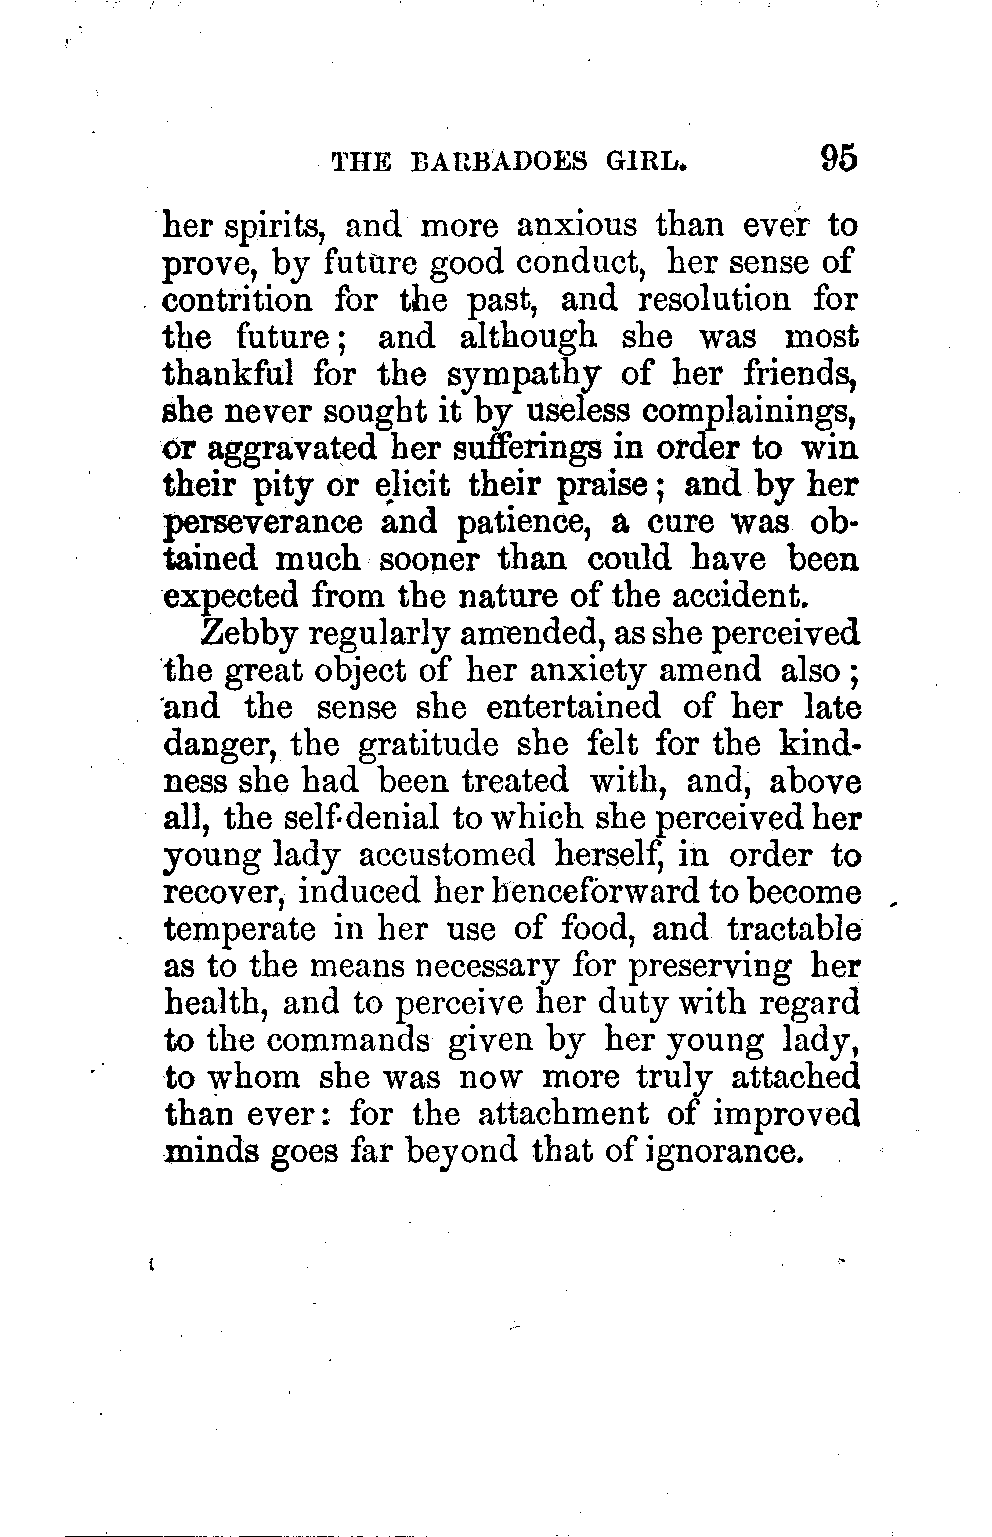 THE BARBADOES GIRL. 95
her spirits, and more anxious than ever to
prove, by future good conduct, her sense of
contrition for the past, and resolution for
the future; and although she was most
thankful for the sympathy of her friends,
she never sought it by useless complainings,
or aggravated her sufferings in order to win
their pity or elicit their praise; and by her
perseverance and patience, a cure was ob-
tained much sooner than could have been
expected from the nature of the accident.
Zebby regularly amended, as she perceived
the great object of her anxiety amend also;
and the sense she entertained of her late
danger, the gratitude she felt for the kind-
ness she had been treated with, and, above
all, the self-denial to which she perceived her
young lady accustomed herself, in order to
recover, induced her henceforward to become
temperate in her use of food, and tractable
as to the means necessary for preserving her
health, and to perceive her duty with regard
to the commands given by her young lady,
to whom she was now more truly attached
than ever: for the attachment of improved
minds goes far beyond that of ignorance.